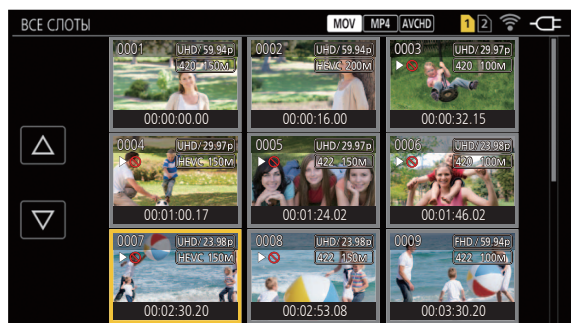 ВСЕ СЛОТЫ MOV MP4 AVCHD 1 2
0001 UHD/59.94p
420 150M
00:00:00.00
0002 UHD/59.94p
HEVC 200M
00:00:16.00
0003 UHD/29.97p
420 100M
00:00:32.15
0004 UHD/29.97p
HEVC 150M
00:01:00.17
0005 UHD/29.97p
422 150M
00:01:24.02
0006 UHD/23.98p
420 100M
00:01:46.02
0007 UHD/23.98p
HEVC 150M
00:02:30.20
0008 UHD/23.98p
422 150M
00:02:53.08
0009 FHD/59.94p
422 100M
00:03:30.20